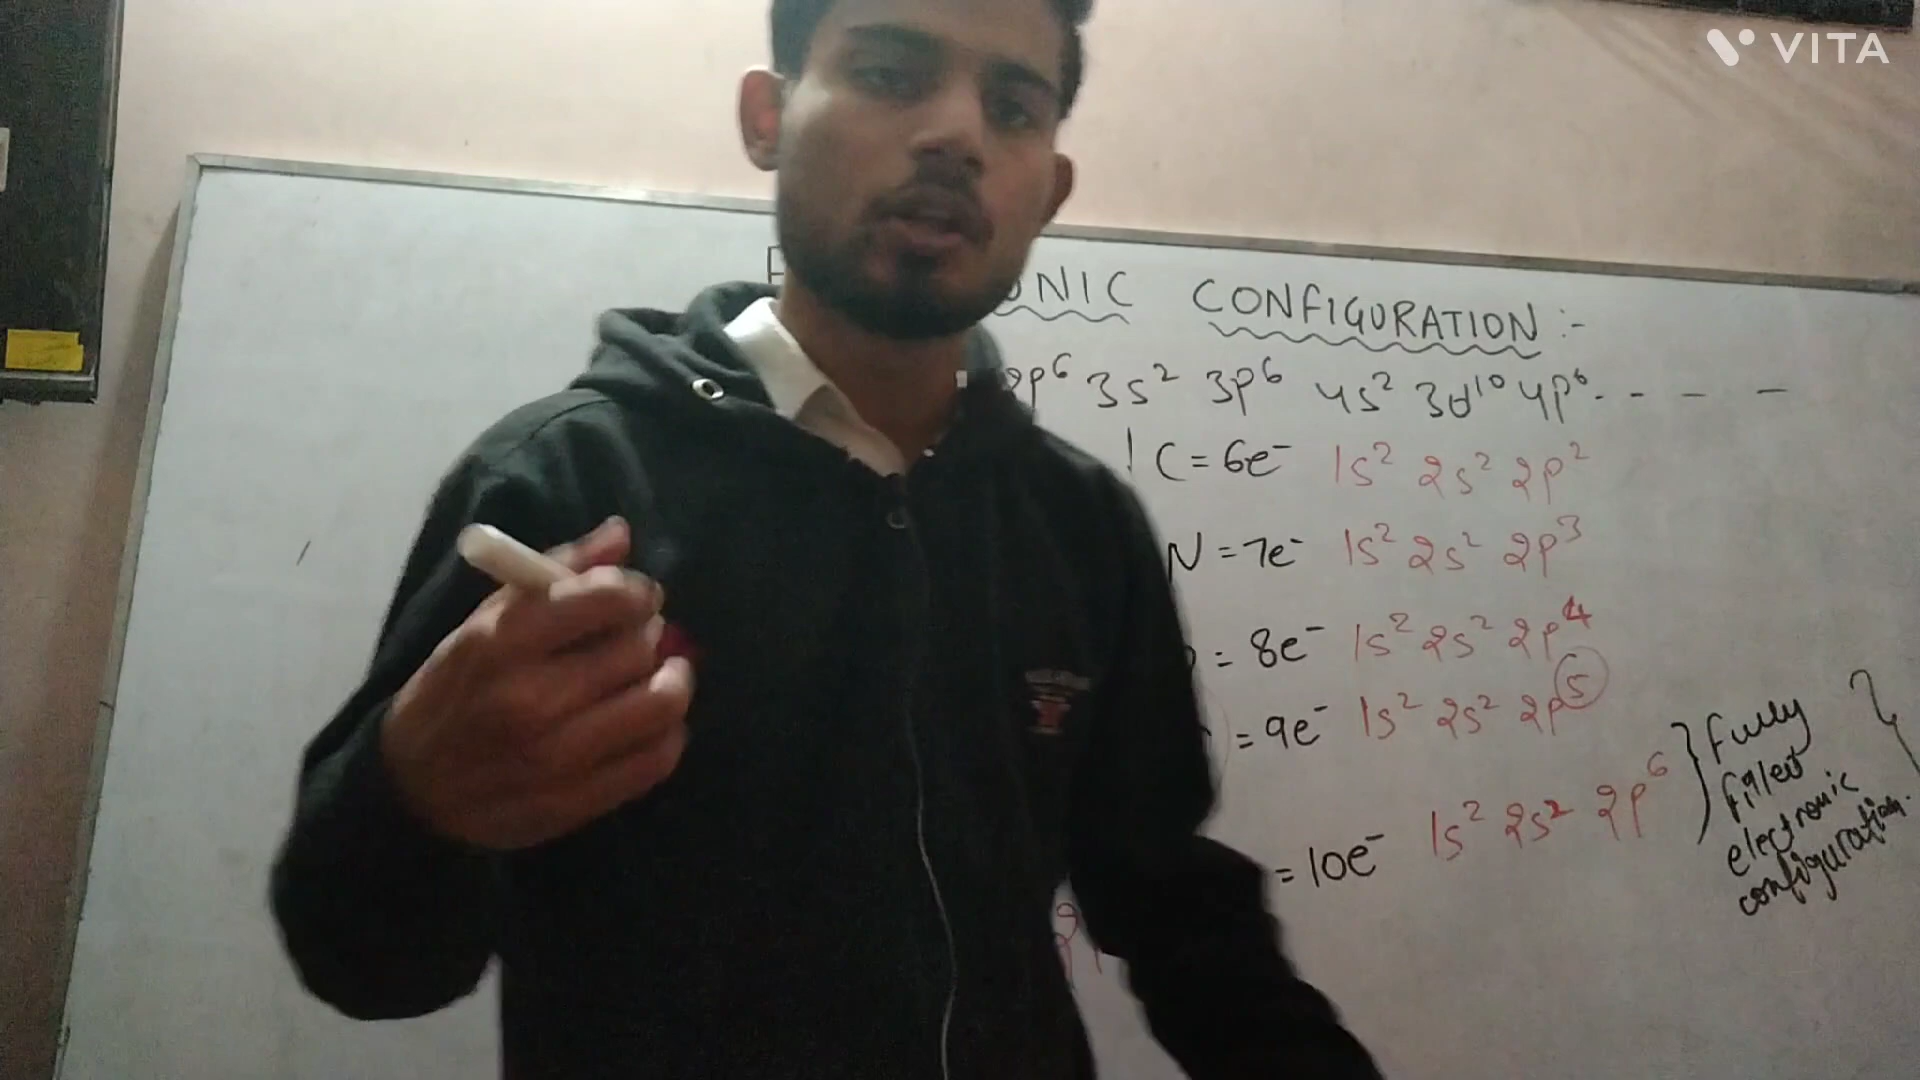 VITA
ONIC CONFIGURATION :-
2p⁶ 3s² 3p⁶ 4s² 3d¹⁰ 4p⁶ - - - -
C = 6e⁻ 1s² 2s² 2p²
N = 7e⁻ 1s² 2s² 2p³
= 8e⁻ 1s² 2s² 2p⁴
= 9e⁻ 1s² 2s² 2p⁵
= 10e⁻ 1s² 2s² 2p⁶
fully
filled
electronic
configuration.